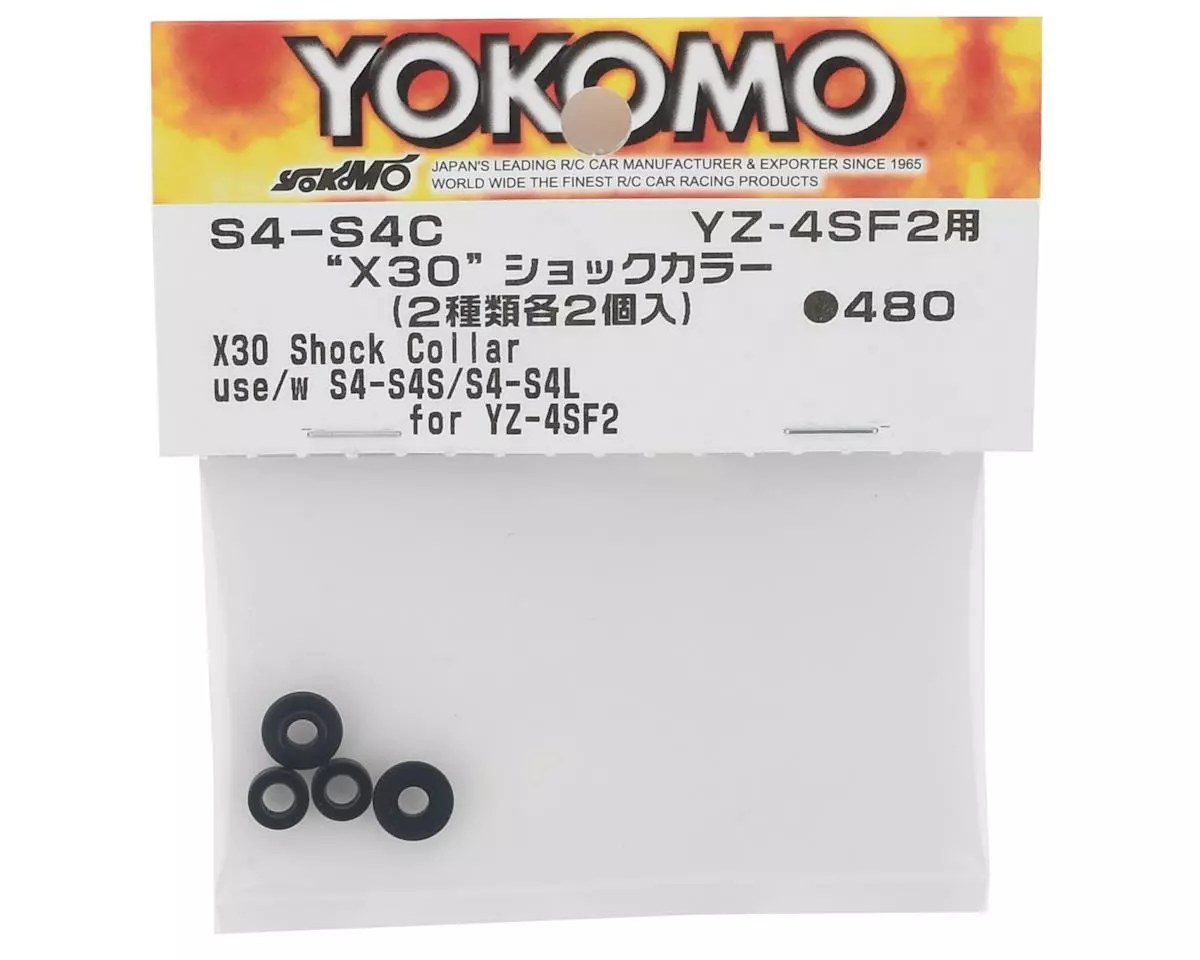 YOKOMO
YOKOMO JAPAN'S LEADING R/C CAR MANUFACTURER & EXPORTER SINCE 1965
WORLD WIDE THE FINEST R/C CAR RACING PRODUCTS
S4-S4C YZ-4SF2用
“X30” ショックカラー
(2種類各2個入) ●480
X30 Shock Collar
use/w S4-S4S/S4-S4L
for YZ-4SF2